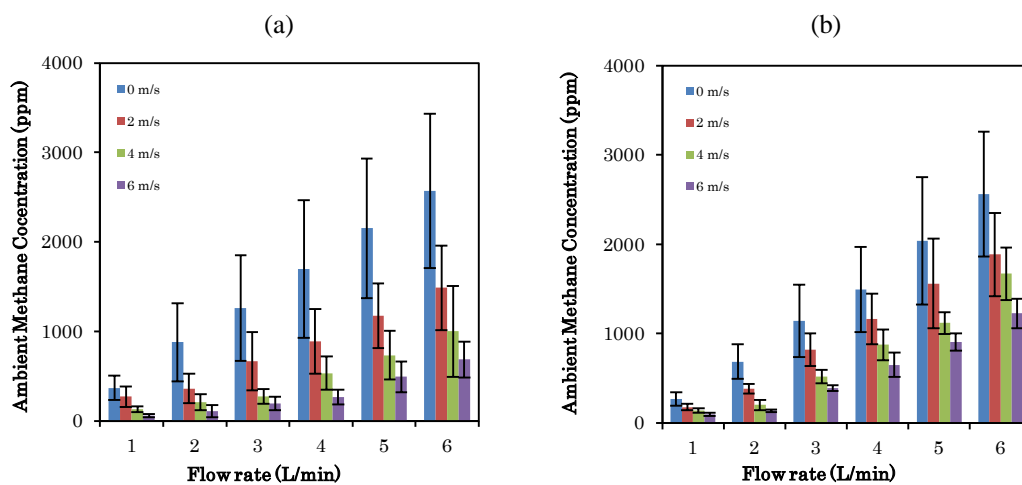 (a)
4000
3000
2000
1000
0
Ambient Methane Cocentration (ppm)
0 m/s
2 m/s
4 m/s
6 m/s
1 2 3 4 5 6
Flow rate (L/min)
(b)
4000
3000
2000
1000
0
Ambient Methane Concentration (ppm)
0 m/s
2 m/s
4 m/s
6 m/s
1 2 3 4 5 6
Flow rate (L/min)